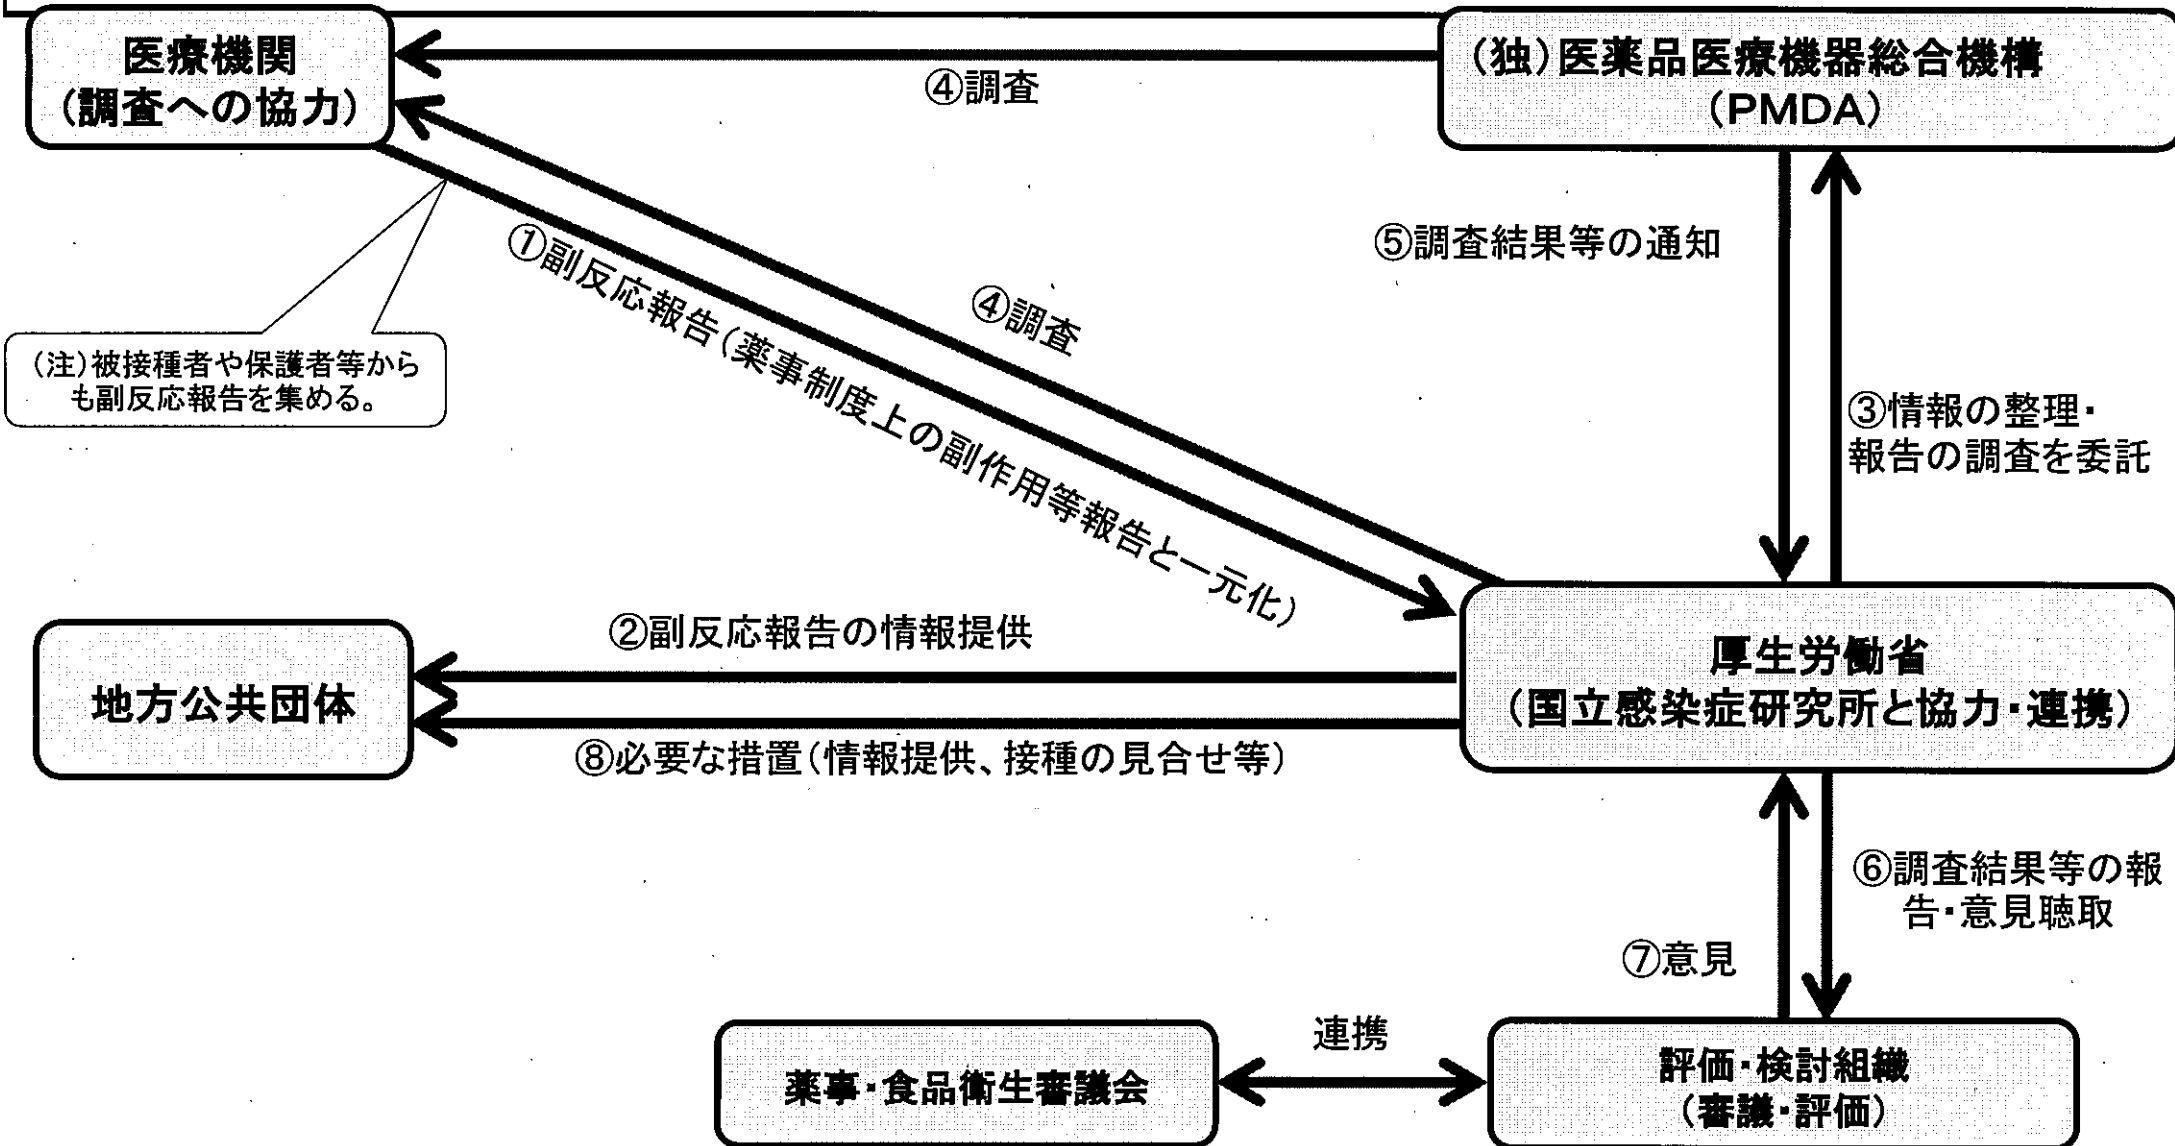 医療機関
(調査への協力)
(独)医薬品医療機器総合機構
(PMDA)
④調査
①副反応報告(薬事制度上の副作用等報告と一元化)
④調査
⑤調査結果等の通知
③情報の整理・
報告の調査を委託
(注)被接種者や保護者等から
も副反応報告を集める。
②副反応報告の情報提供
地方公共団体
⑧必要な措置(情報提供、接種の見合せ等)
厚生労働省
(国立感染症研究所と協力・連携)
⑥調査結果等の報
告・意見聴取
⑦意見
連携
薬事・食品衛生審議会
評価・検討組織
(審議・評価)